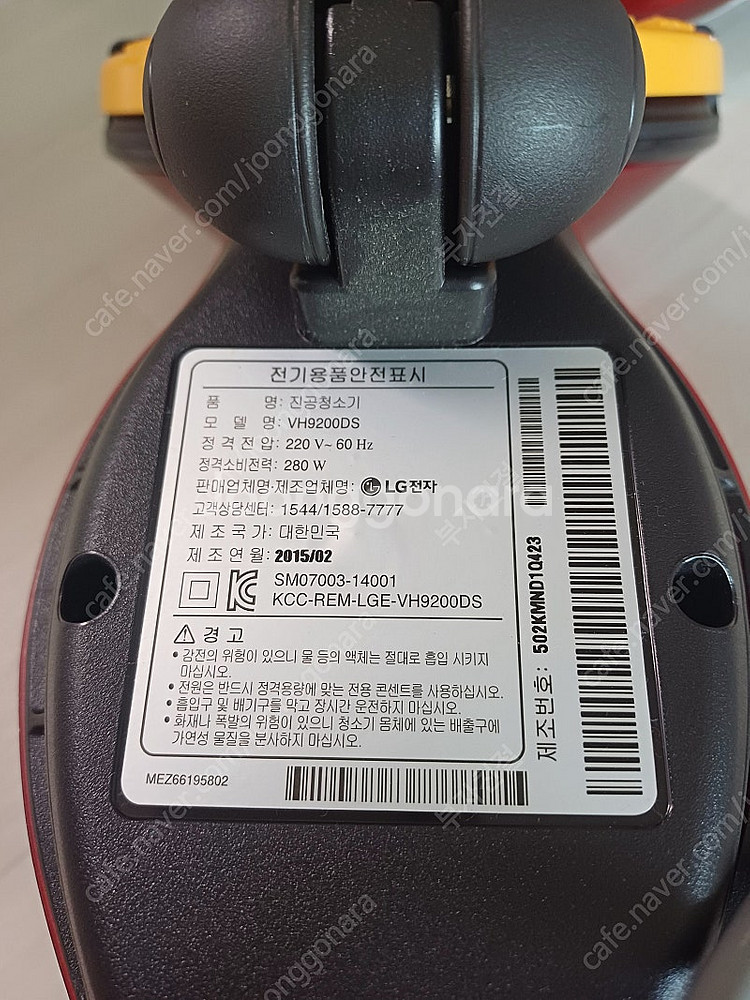 전기용품안전표시
품 명: 진공청소기
모 델 명: VH9200DS
정 격 전 압: 220 V~ 60 Hz
정격소비전력: 280 W
판매업체명·제조업체명: LG전자
고객상담센터: 1544/1588-7777
제 조 국 가: 대한민국
제 조 연 월: 2015/02
SM07003-14001
KCC-REM-LGE-VH9200DS
경 고
• 감전의 위험이 있으니 물 등의 액체는 절대로 흡입 시키지
마십시오.
• 전원은 반드시 정격용량에 맞는 전용 콘센트를 사용하십시오.
• 흡입구 및 배기구를 막고 장시간 운전하지 마십시오.
• 화재나 폭발의 위험이 있으니 청소기 몸체에 있는 배출구에
가연성 물질을 분사하지 마십시오.
MEZ66195802
제조번호: 502KMND1Q423
cafe.naver.com/joonggonara
joonggonara